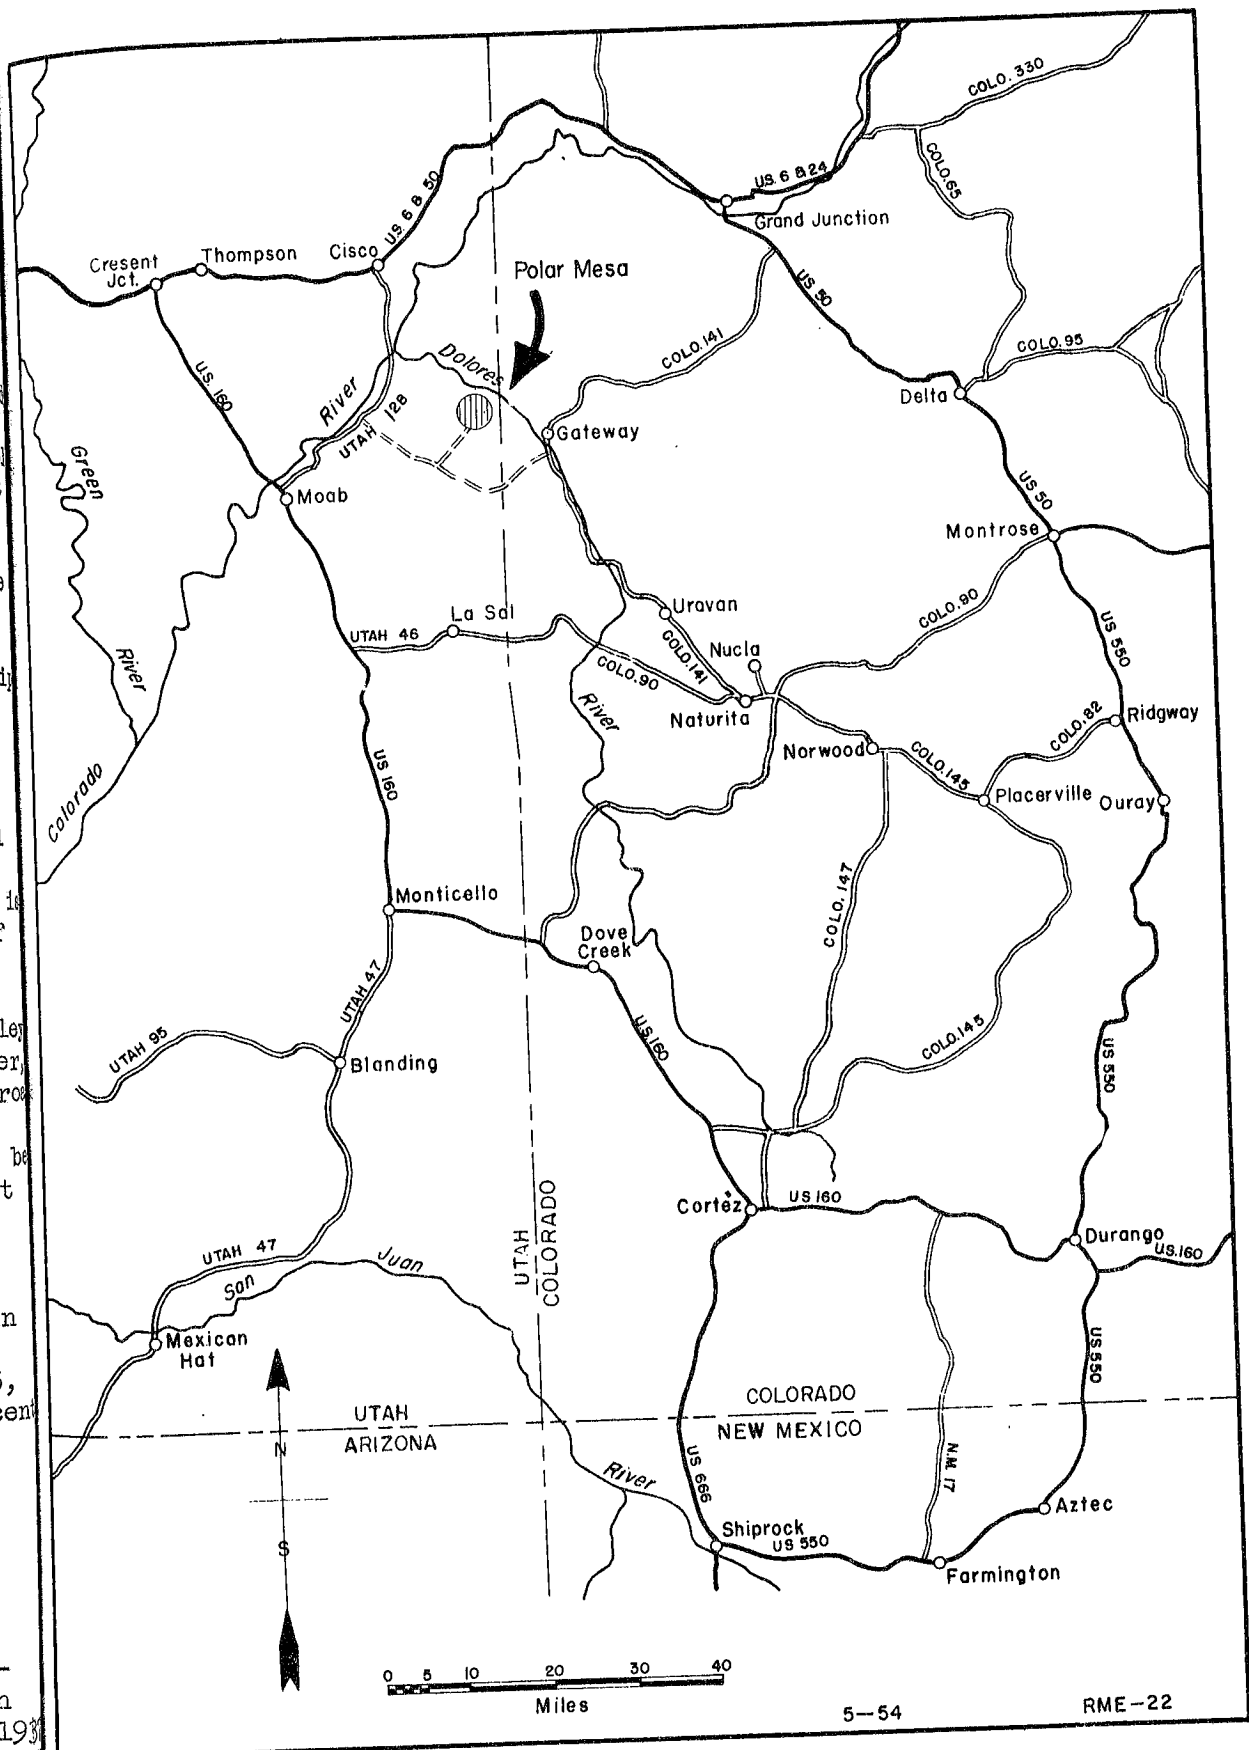 COLO. 330
COLO. 65
US. 6 & 24
Grand Junction
US. 6 & 50
Cresent
Jct.
Thompson
Cisco
Polar Mesa
US 50
COLO. 141
COLO. 95
Dolores
River
U.S. 160
UTAH 128
Delta
Gateway
Green
Moab
US 50
Montrose
Uravan
La Sal
COLO. 90
UTAH 46
COLO. 141
Nucla
US 550
River
COLO. 90
River
Naturita
COLO. 82
Ridgway
Norwood
COLO. 145
US 160
Colorado
Placerville
Ouray
Monticello
COLO. 147
Dove
Creek
UTAH 47
UTAH 95
US.160
COLO. 145
Blanding
US 550
Cortez
US 160
UTAH
COLORADO
Durango
US.160
UTAH 47
Juan
San
Mexican
Hat
US 550
COLORADO
NEW MEXICO
UTAH
ARIZONA
N
River
US 666
N.M. 17
Aztec
S
Shiprock
US 550
Farmington
0 5 10 20 30 40
Miles
5-54
RME-22